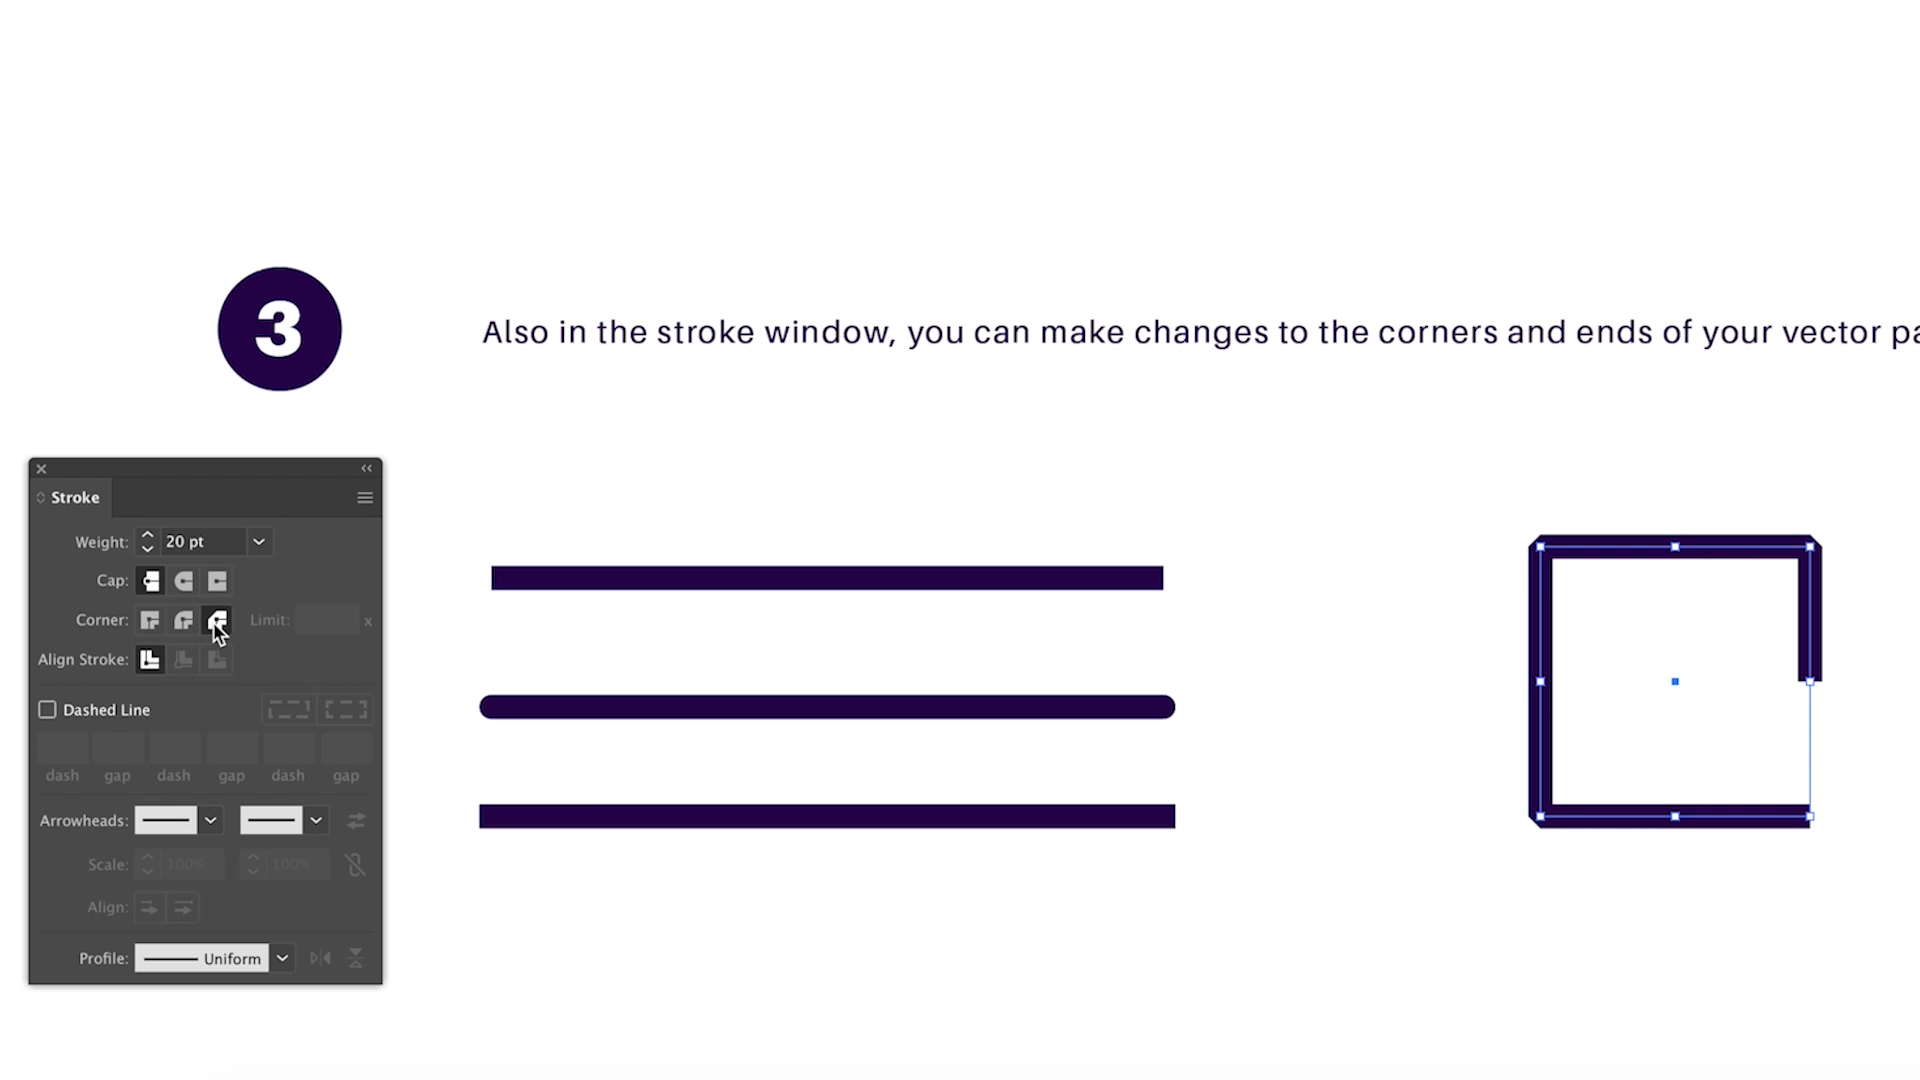 3
Also in the stroke window, you can make changes to the corners and ends of your vector pa
Stroke
Weight: 20 pt
Cap:
Corner: Limit: x
Align Stroke:
Dashed Line
dash gap dash gap dash gap
Arrowheads:
Scale: 100% 100%
Align:
Profile: Uniform